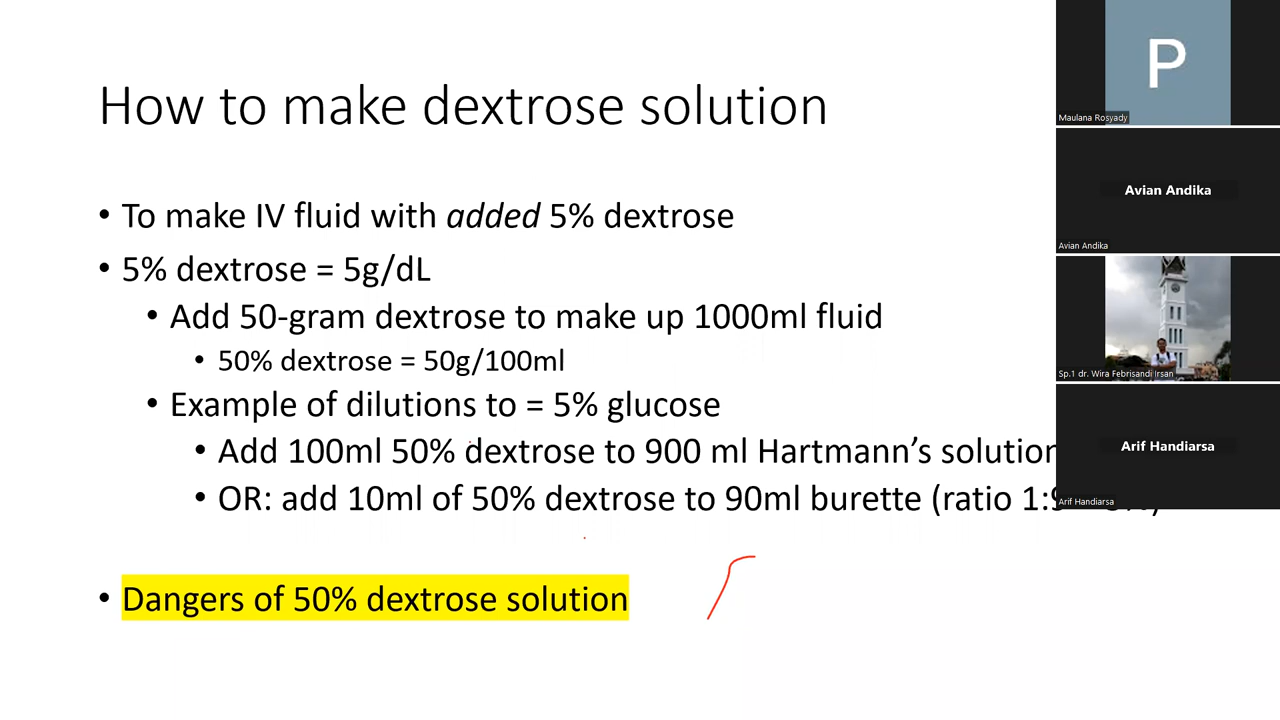 How to make dextrose solution
• To make IV fluid with added 5% dextrose
• 5% dextrose = 5g/dL
• Add 50-gram dextrose to make up 1000ml fluid
• 50% dextrose = 50g/100ml
• Example of dilutions to = 5% glucose
• Add 100ml 50% dextrose to 900 ml Hartmann's solution
• OR: add 10ml of 50% dextrose to 90ml burette (ratio 1:9
• Dangers of 50% dextrose solution
P
Maulana Rosyady
Avian Andika
Avian Andika
Sp.1 dr. Wira Febrisandi Irsan
Arif Handiarsa
Arif Handiarsa